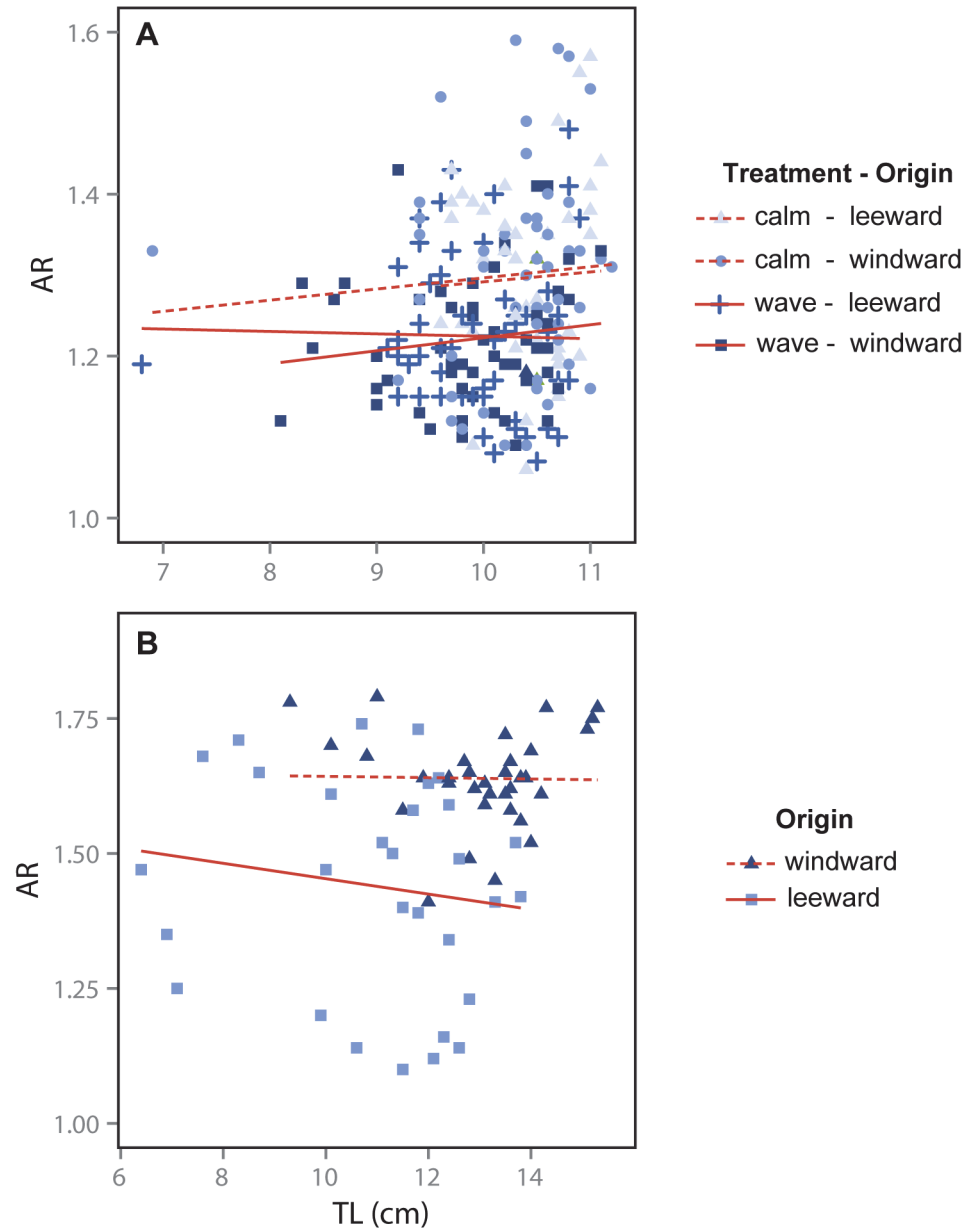 A
1.6
1.4
1.2
1.0
AR
7 8 9 10 11
Treatment - Origin
calm - leeward
calm - windward
wave - leeward
wave - windward
B
1.75
1.50
1.25
1.00
AR
6 8 10 12 14
TL (cm)
Origin
windward
leeward